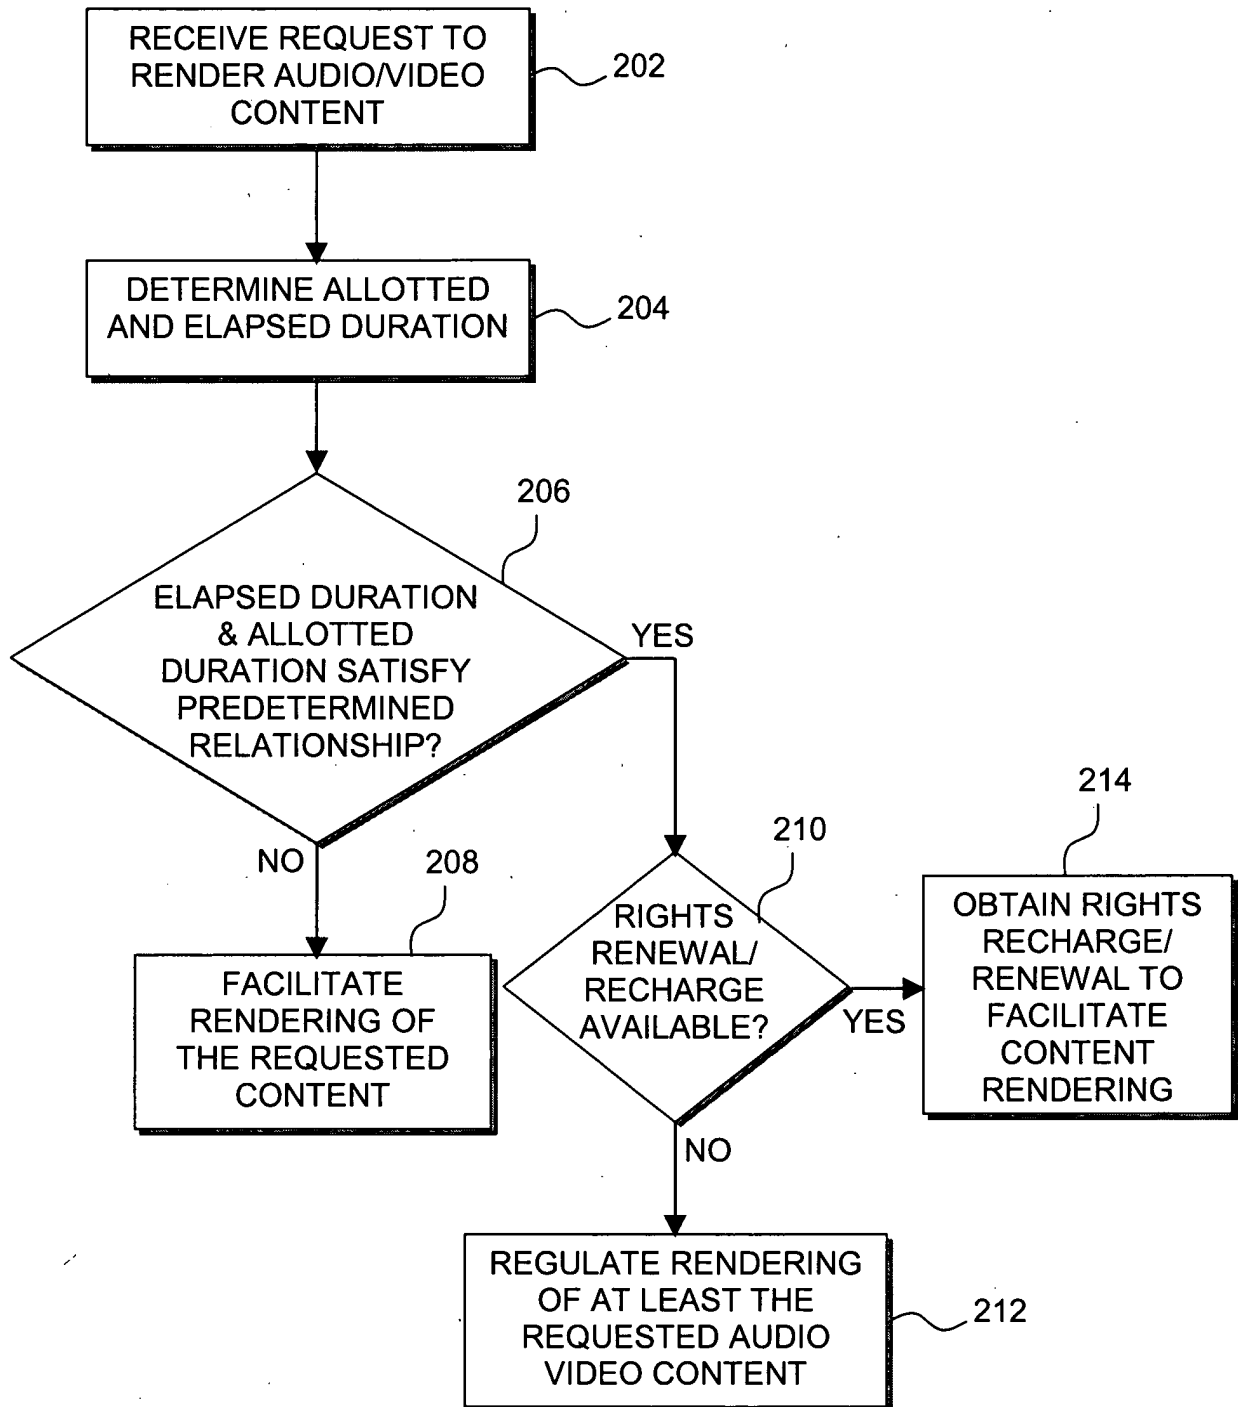 RECEIVE REQUEST TO
RENDER AUDIO/VIDEO
CONTENT
202
DETERMINE ALLOTTED
AND ELAPSED DURATION
204
206
ELAPSED DURATION
& ALLOTTED
DURATION SATISFY
PREDETERMINED
RELATIONSHIP?
YES
NO
208
FACILITATE
RENDERING OF
THE REQUESTED
CONTENT
210
RIGHTS
RENEWAL/
RECHARGE
AVAILABLE?
YES
NO
214
OBTAIN RIGHTS
RECHARGE/
RENEWAL TO
FACILITATE
CONTENT
RENDERING
REGULATE RENDERING
OF AT LEAST THE
REQUESTED AUDIO
VIDEO CONTENT
212